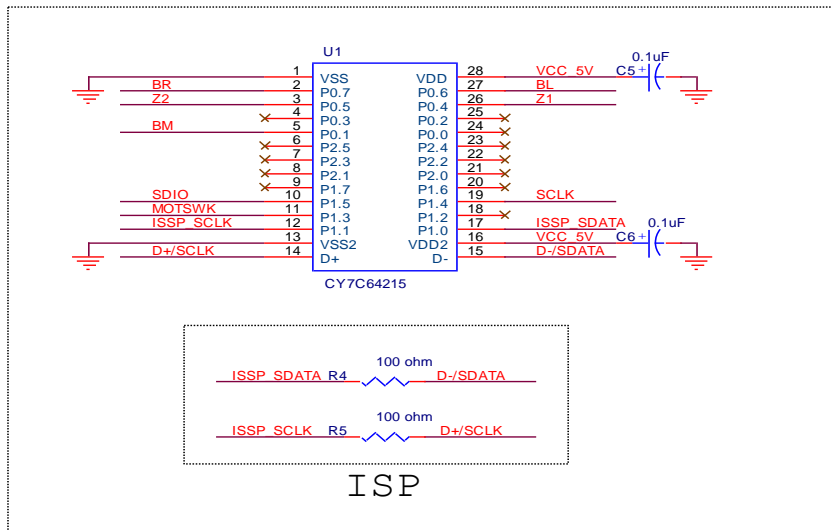 U1
1 VSS VDD 28 VCC_5V C5 + 0.1uF
BR 2 P0.7 P0.6 27 BL
Z2 3 P0.5 P0.4 26 Z1
4 P0.3 P0.2 25
BM 5 P0.1 P0.0 24
6 P2.5 P2.4 23
7 P2.3 P2.2 22
8 P2.1 P2.0 21
9 P1.7 P1.6 20
SDIO 10 P1.5 P1.4 19 SCLK
MOTSWK 11 P1.3 P1.2 18
ISSP_SCLK 12 P1.1 P1.0 17 ISSP_SDATA
13 VSS2 VDD2 16 VCC_5V C6 + 0.1uF
D+/SCLK 14 D+ D- 15 D-/SDATA
CY7C64215
100 ohm
ISSP_SDATA R4 D-/SDATA
100 ohm
ISSP_SCLK R5 D+/SCLK
ISP